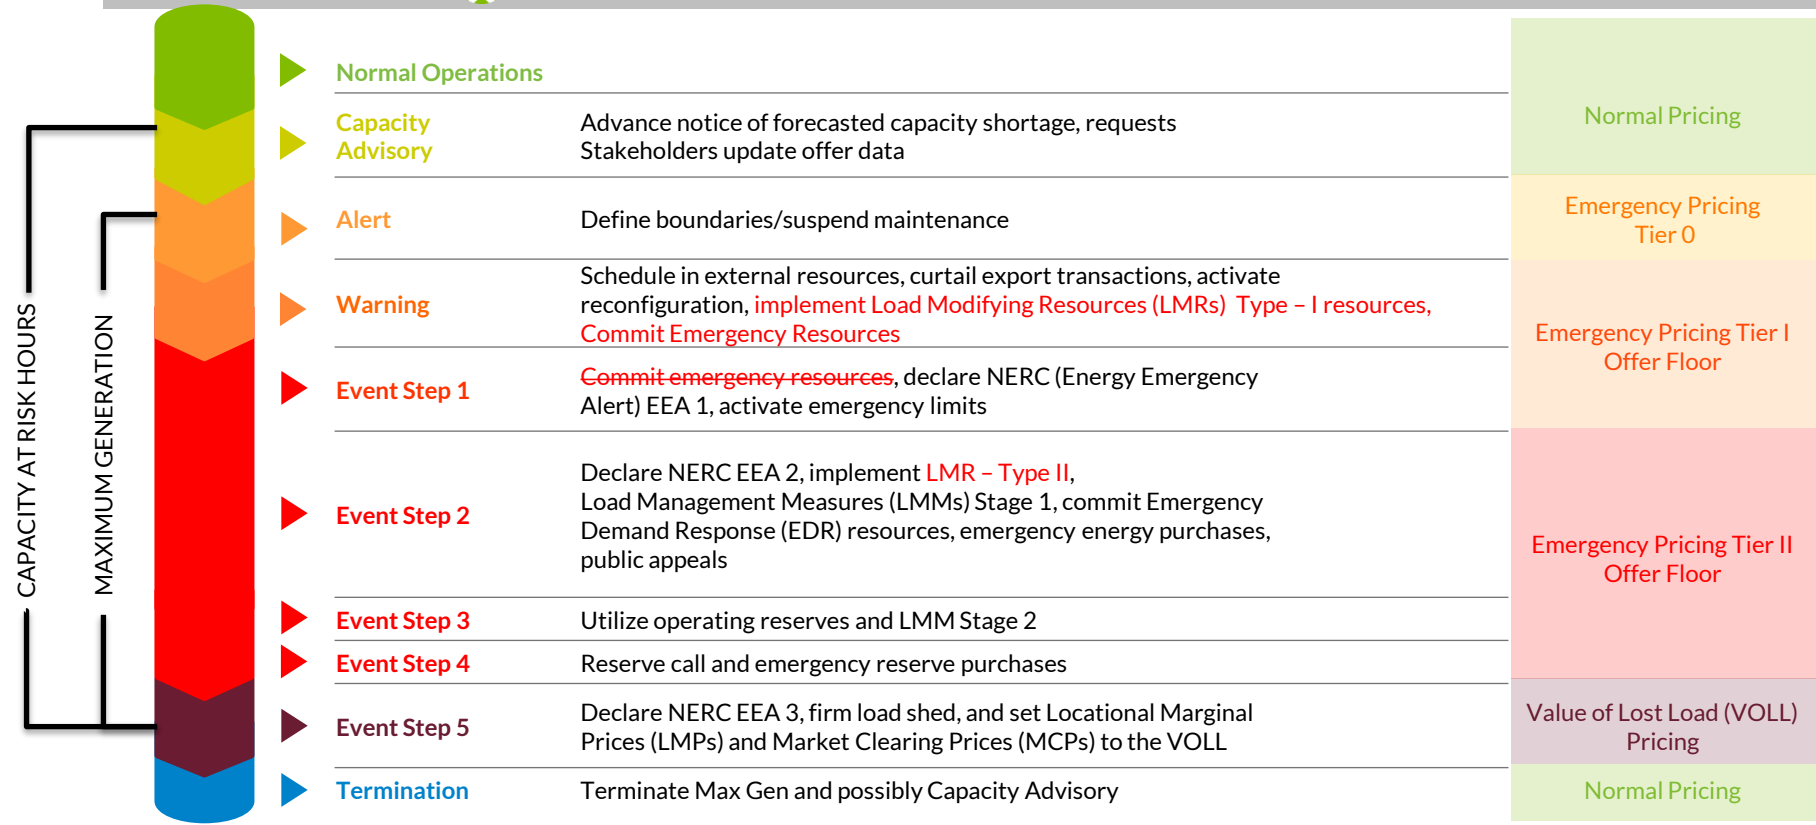 Normal Operations
Normal Pricing
Capacity
Advisory
Advance notice of forecasted capacity shortage, requests
Stakeholders update offer data
Alert
Define boundaries/suspend maintenance
Emergency Pricing
Tier 0
Warning
Schedule in external resources, curtail export transactions, activate
reconfiguration, implement Load Modifying Resources (LMRs) Type – I resources,
Commit Emergency Resources
Emergency Pricing Tier I
Offer Floor
Event Step 1
Commit emergency resources, declare NERC (Energy Emergency
Alert) EEA 1, activate emergency limits
Event Step 2
Declare NERC EEA 2, implement LMR – Type II,
Load Management Measures (LMMs) Stage 1, commit Emergency
Demand Response (EDR) resources, emergency energy purchases,
public appeals
Emergency Pricing Tier II
Offer Floor
Event Step 3
Utilize operating reserves and LMM Stage 2
Event Step 4
Reserve call and emergency reserve purchases
Event Step 5
Declare NERC EEA 3, firm load shed, and set Locational Marginal
Prices (LMPs) and Market Clearing Prices (MCPs) to the VOLL
Value of Lost Load (VOLL)
Pricing
Termination
Terminate Max Gen and possibly Capacity Advisory
Normal Pricing
CAPACITY AT RISK HOURS
MAXIMUM GENERATION